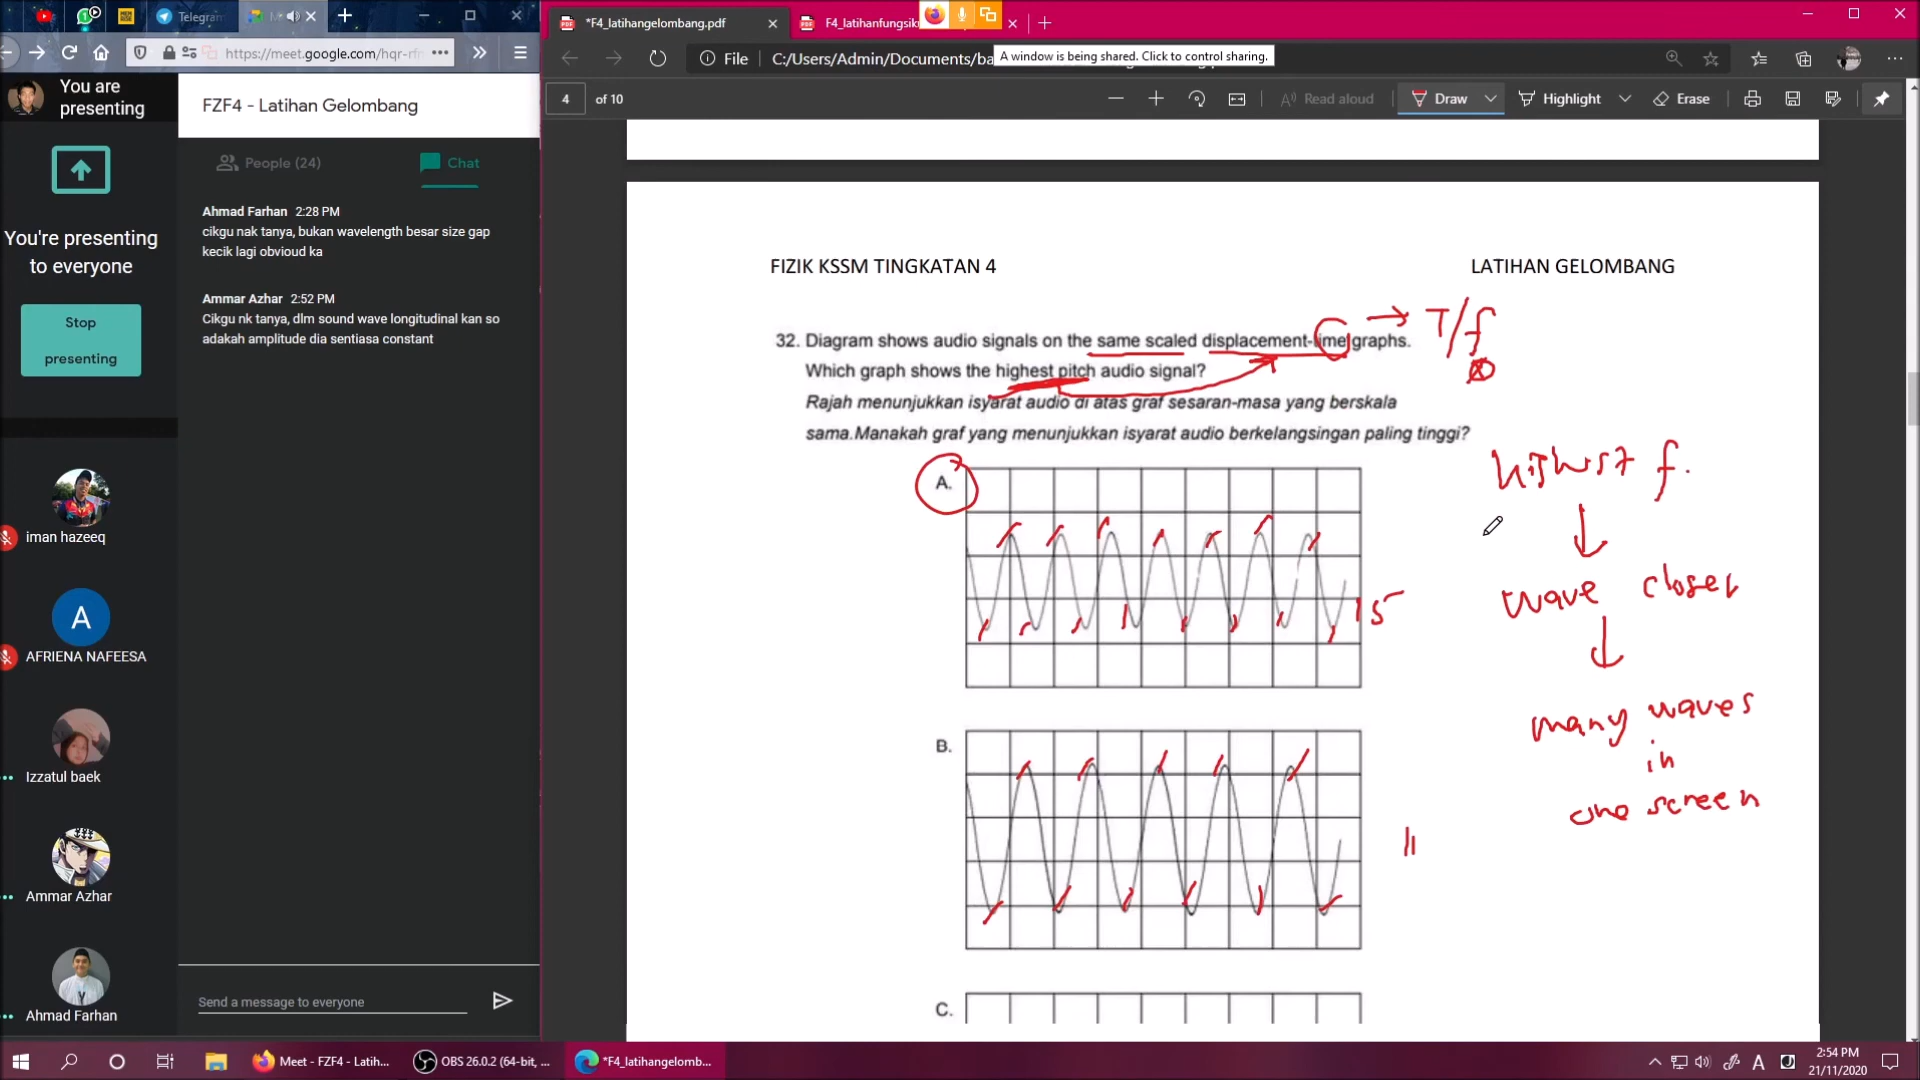 Telegram
M
*F4_latihangelombang.pdf
F4_latihanfungsiku
A window is being shared. Click to control sharing.
https://meet.google.com/hqr-rfn
File
C:/Users/Admin/Documents/ba
You are
presenting
FZF4 - Latihan Gelombang
4
of 10
Read aloud
Draw
Highlight
Erase
People (24)
Chat
You're presenting
to everyone
Stop
presenting
Ahmad Farhan 2:28 PM
cikgu nak tanya, bukan wavelength besar size gap
kecik lagi obvioud ka
Ammar Azhar 2:52 PM
Cikgu nk tanya, dlm sound wave longitudinal kan so
adakah amplitude dia sentiasa constant
iman hazeeq
A
AFRIENA NAFEESA
Izzatul baek
Ammar Azhar
Ahmad Farhan
Send a message to everyone
FIZIK KSSM TINGKATAN 4
LATIHAN GELOMBANG
T/f
32. Diagram shows audio signals on the same scaled displacement-time graphs.
Which graph shows the highest pitch audio signal?
Rajah menunjukkan isyarat audio di atas graf sesaran-masa yang berskala
sama.Manakah graf yang menunjukkan isyarat audio berkelangsingan paling tinggi?
A.
15
B.
11
C.
highest f.
wave closer
many waves
in
one screen
Meet - FZF4 - Latih...
OBS 26.0.2 (64-bit, ...
*F4_latihangelomb...
A
2:54 PM
21/11/2020